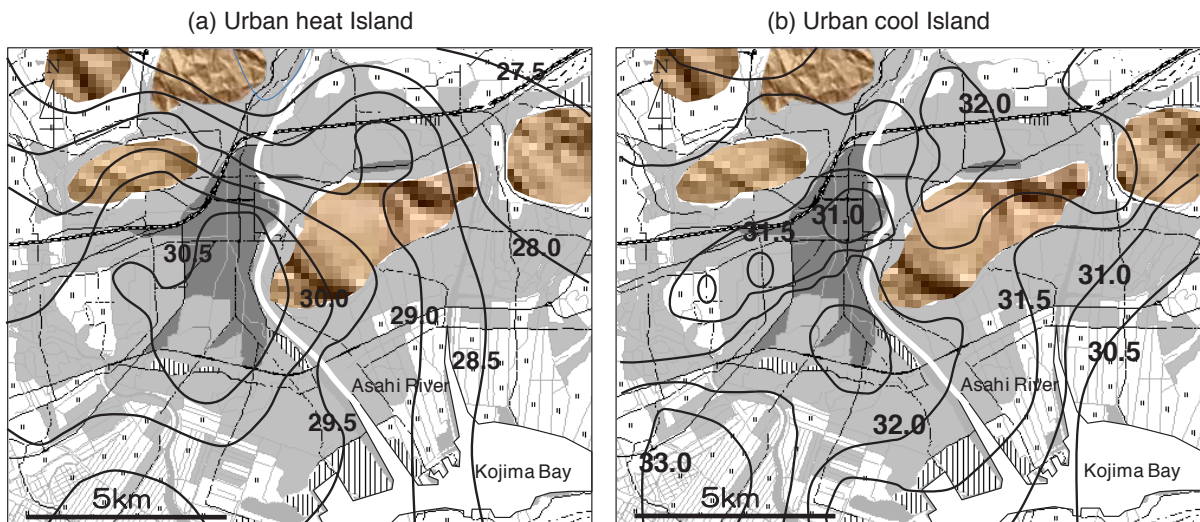 (a) Urban heat Island
(b) Urban cool Island
N
27.5
30.5
28.0
30.0
29.0
28.5
Asahi River
29.5
Kojima Bay
5km
N
32.0
31.0
31.5
31.0
31.5
30.5
Asahi River
32.0
33.0
Kojima Bay
5km